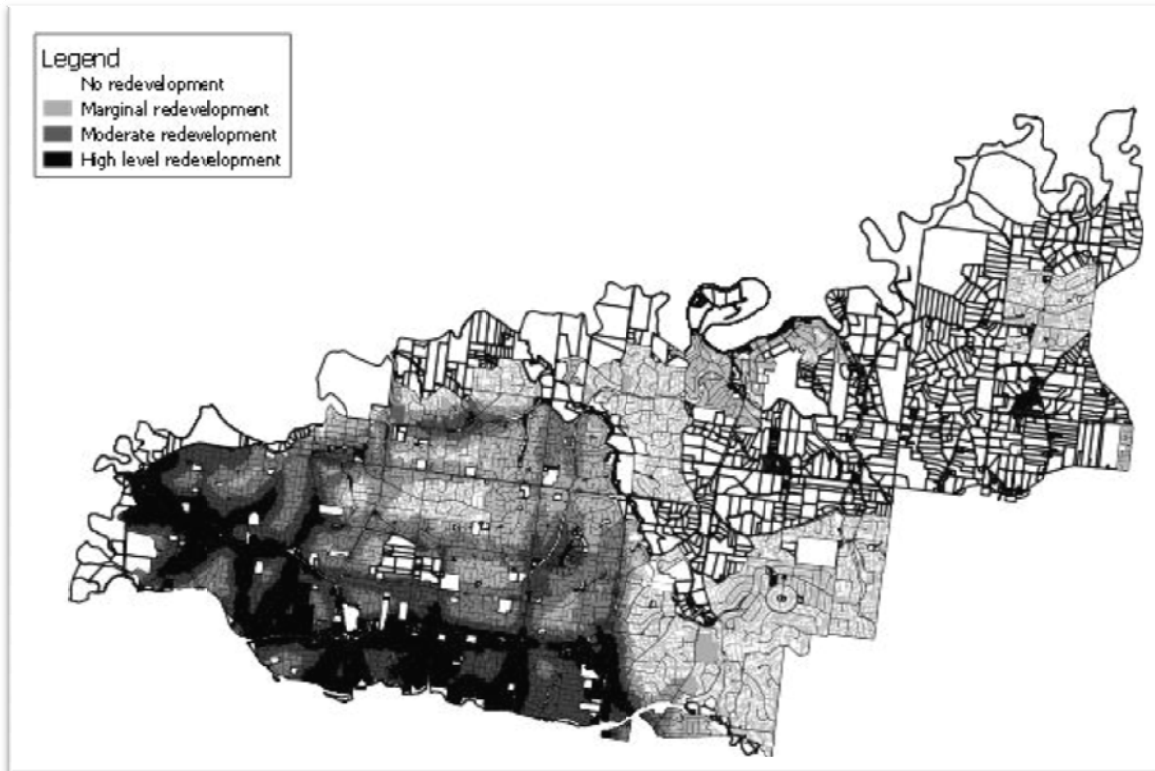 Legend
No redevelopment
Marginal redevelopment
Moderate redevelopment
High level redevelopment